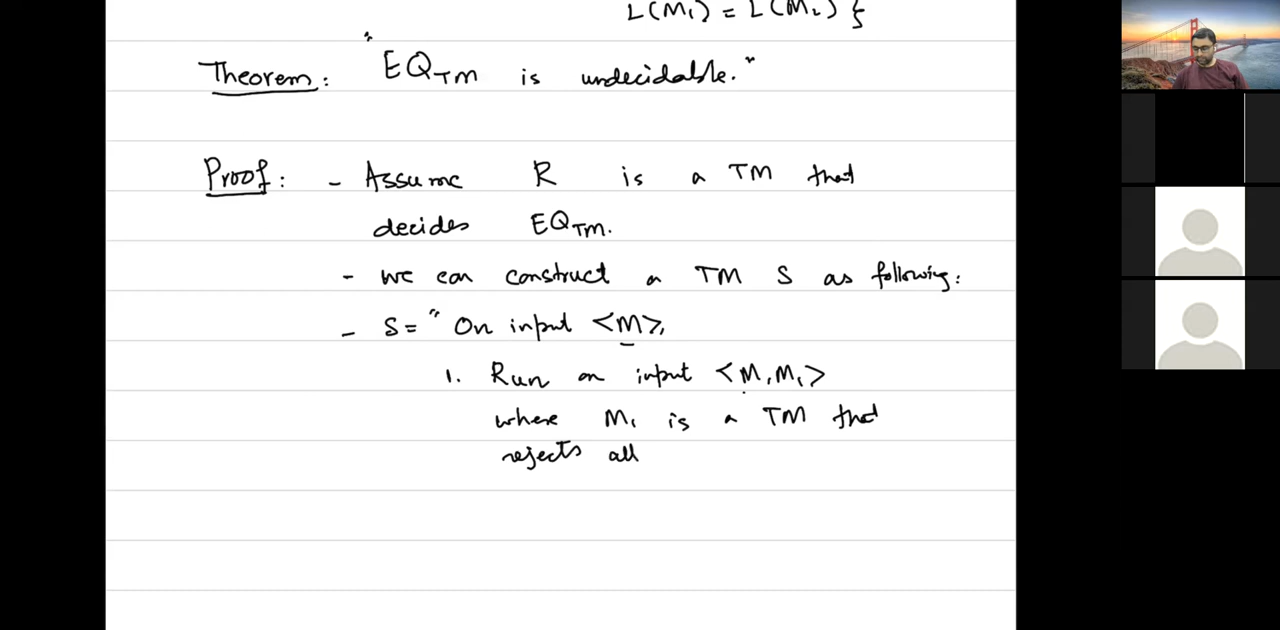 L(M₁) = L(M₂) }
Theorem: "EQTM is undecidable."
Proof: - Assume R is a TM that
decides EQTM.
- we can construct a TM S as following:
- S = " On input <M>,
1. Run on input <M, M₁>
where M₁ is a TM that
rejects all